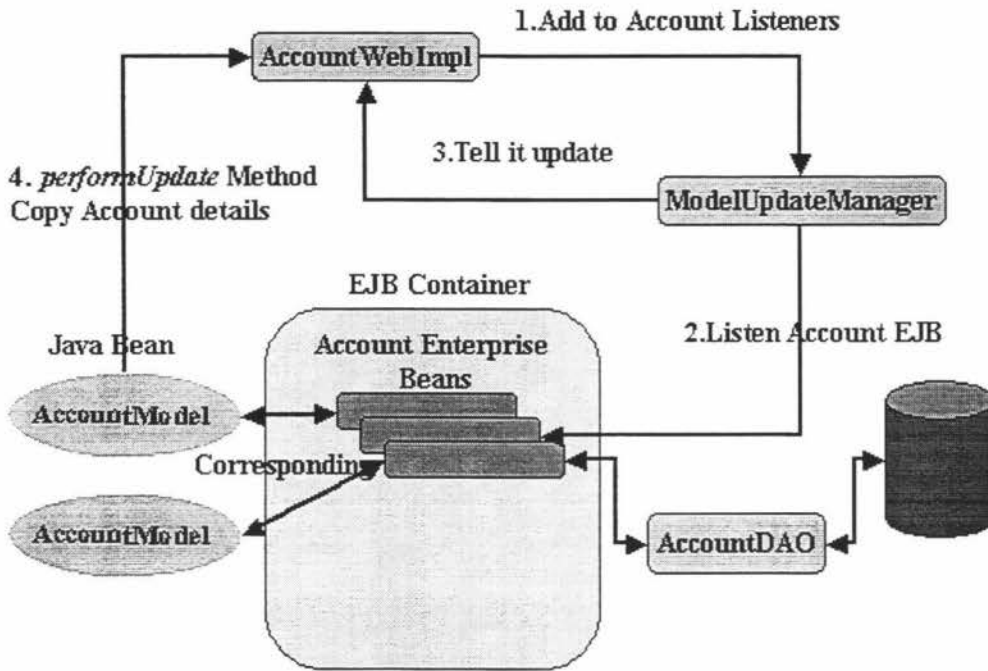 1.Add to Account Listeners
AccountWebImpl
3.Tell it update
4. performUpdate Method
Copy Account details
ModelUpdateManager
EJB Container
2.Listen Account EJB
Java Bean
Account Enterprise
Beans
AccountModel
Corresponding
AccountModel
AccountDAO